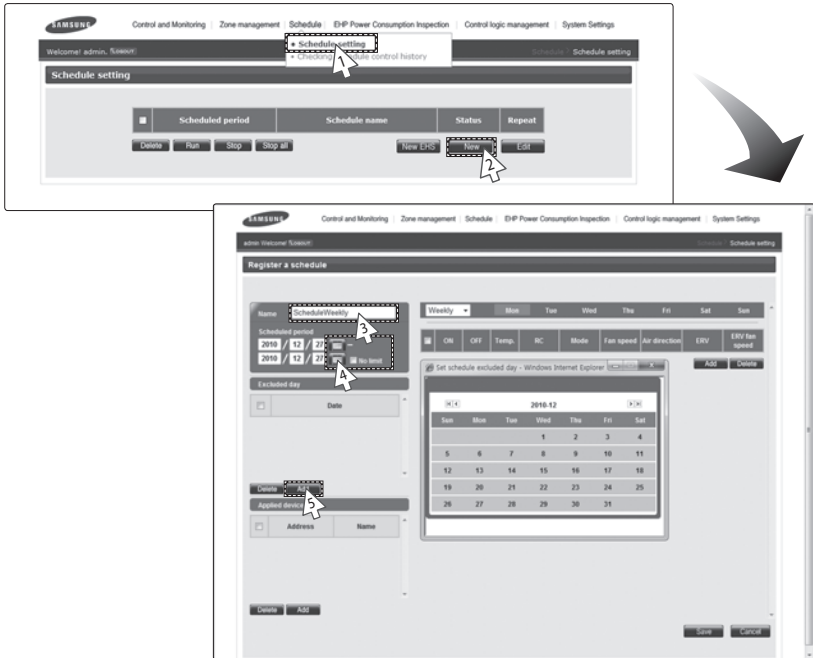 SAMSUNG
Control and Monitoring | Zone management | Schedule | EHP Power Consumption Inspection | Control logic management | System Settings
Welcome! admin. LOGOUT
Schedule > Schedule setting
• Schedule setting
1
• Checking schedule control history
Schedule setting
Scheduled period Schedule name Status Repeat
Delete Run Stop Stop all New EHS New Edit
2
SAMSUNG
Control and Monitoring | Zone management | Schedule | EHP Power Consumption Inspection | Control logic management | System Settings
admin Welcome! LOGOUT
Schedule > Schedule setting
Register a schedule
Name ScheduleWeekly
3
Scheduled period
2010 / 12 / 27 ~
2010 / 12 / 27 No limit
4
Excluded day
Date
Delete Add
5
Applied device
Address Name
Delete Add
Weekly Mon Tue Wed Thu Fri Sat Sun
ON OFF Temp. RC Mode Fan speed Air direction ERV ERV fan speed
Add Delete
Set schedule excluded day - Windows Internet Explorer
2010-12
Sun Mon Tue Wed Thu Fri Sat
1 2 3 4
5 6 7 8 9 10 11
12 13 14 15 16 17 18
19 20 21 22 23 24 25
26 27 28 29 30 31
Save Cancel